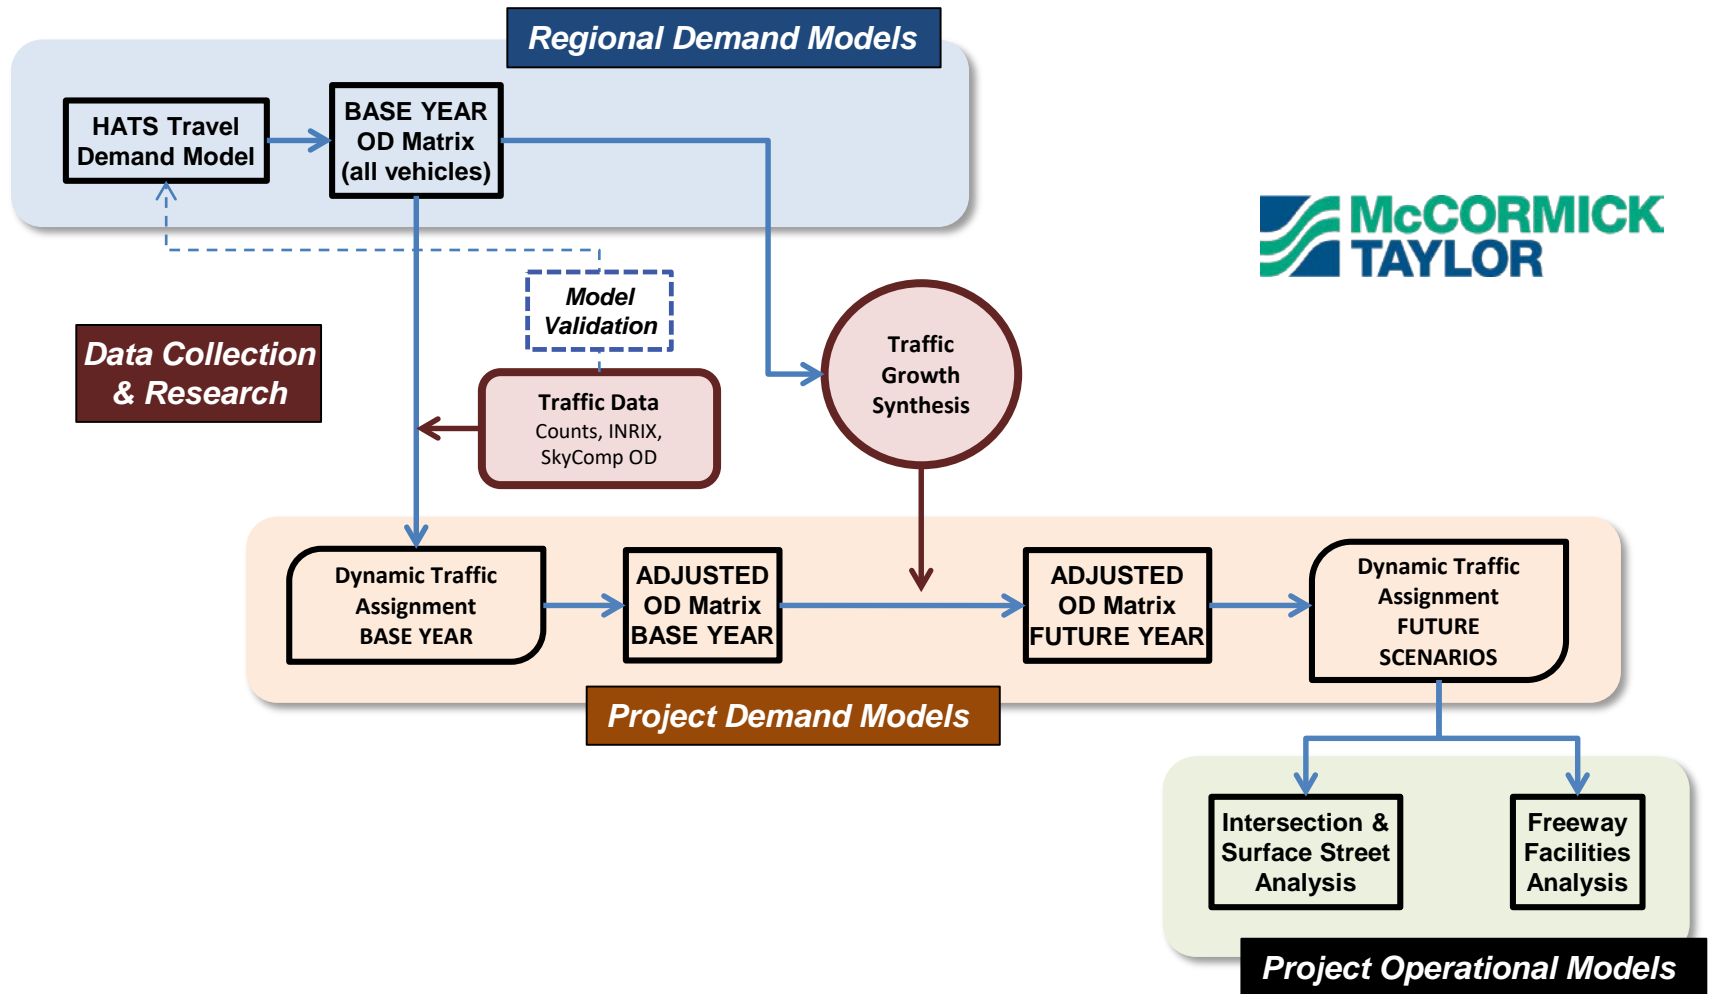 Regional Demand Models
HATS Travel
Demand Model
BASE YEAR
OD Matrix
(all vehicles)
McCORMICK
TAYLOR
Model
Validation
Data Collection
& Research
Traffic Data
Counts, INRIX,
SkyComp OD
Traffic
Growth
Synthesis
Dynamic Traffic
Assignment
BASE YEAR
ADJUSTED
OD Matrix
BASE YEAR
ADJUSTED
OD Matrix
FUTURE YEAR
Dynamic Traffic
Assignment
FUTURE
SCENARIOS
Project Demand Models
Intersection &
Surface Street
Analysis
Freeway
Facilities
Analysis
Project Operational Models